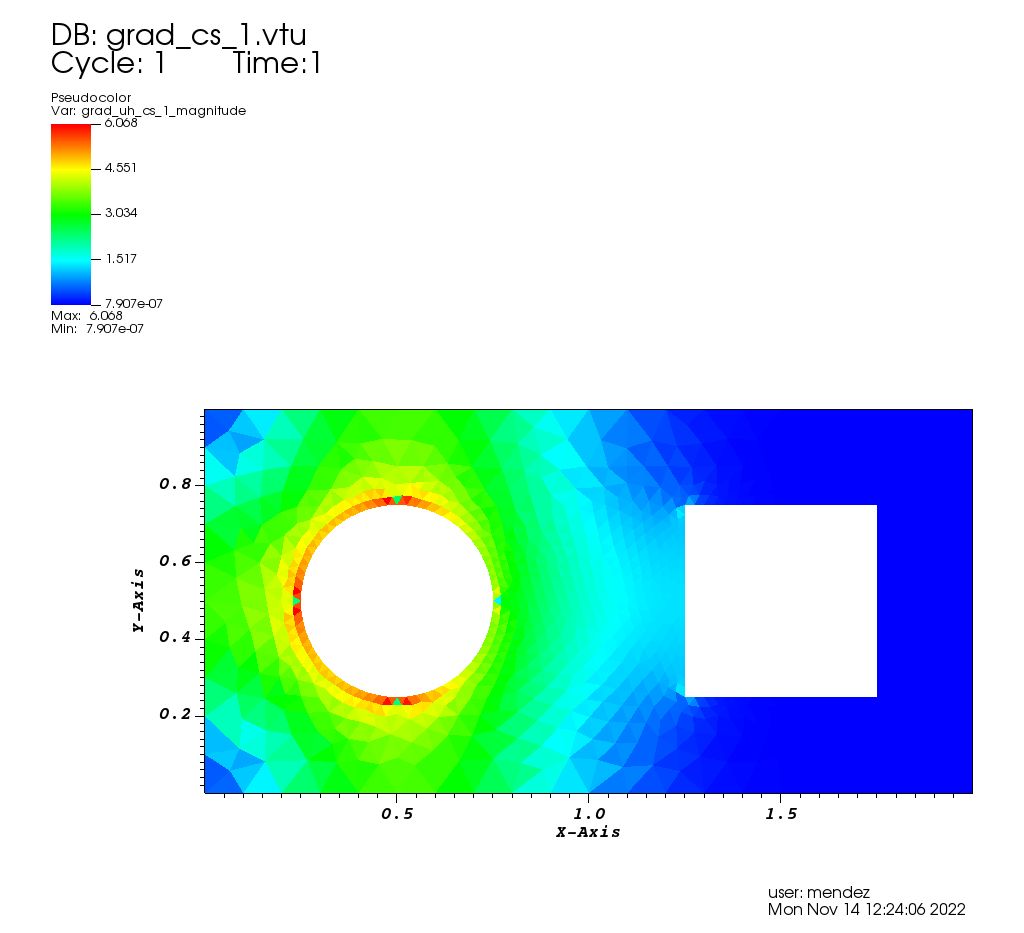 DB: grad_cs_1.vtu
Cycle: 1 Time:1
Pseudocolor
Var: grad_uh_cs_1_magnitude
6.068
4.551
3.034
1.517
7.907e-07
Max: 6.068
Min: 7.907e-07
0.8
0.6
0.4
0.2
Y-Axis
0.5 1.0 1.5
X-Axis
user: mendez
Mon Nov 14 12:24:06 2022